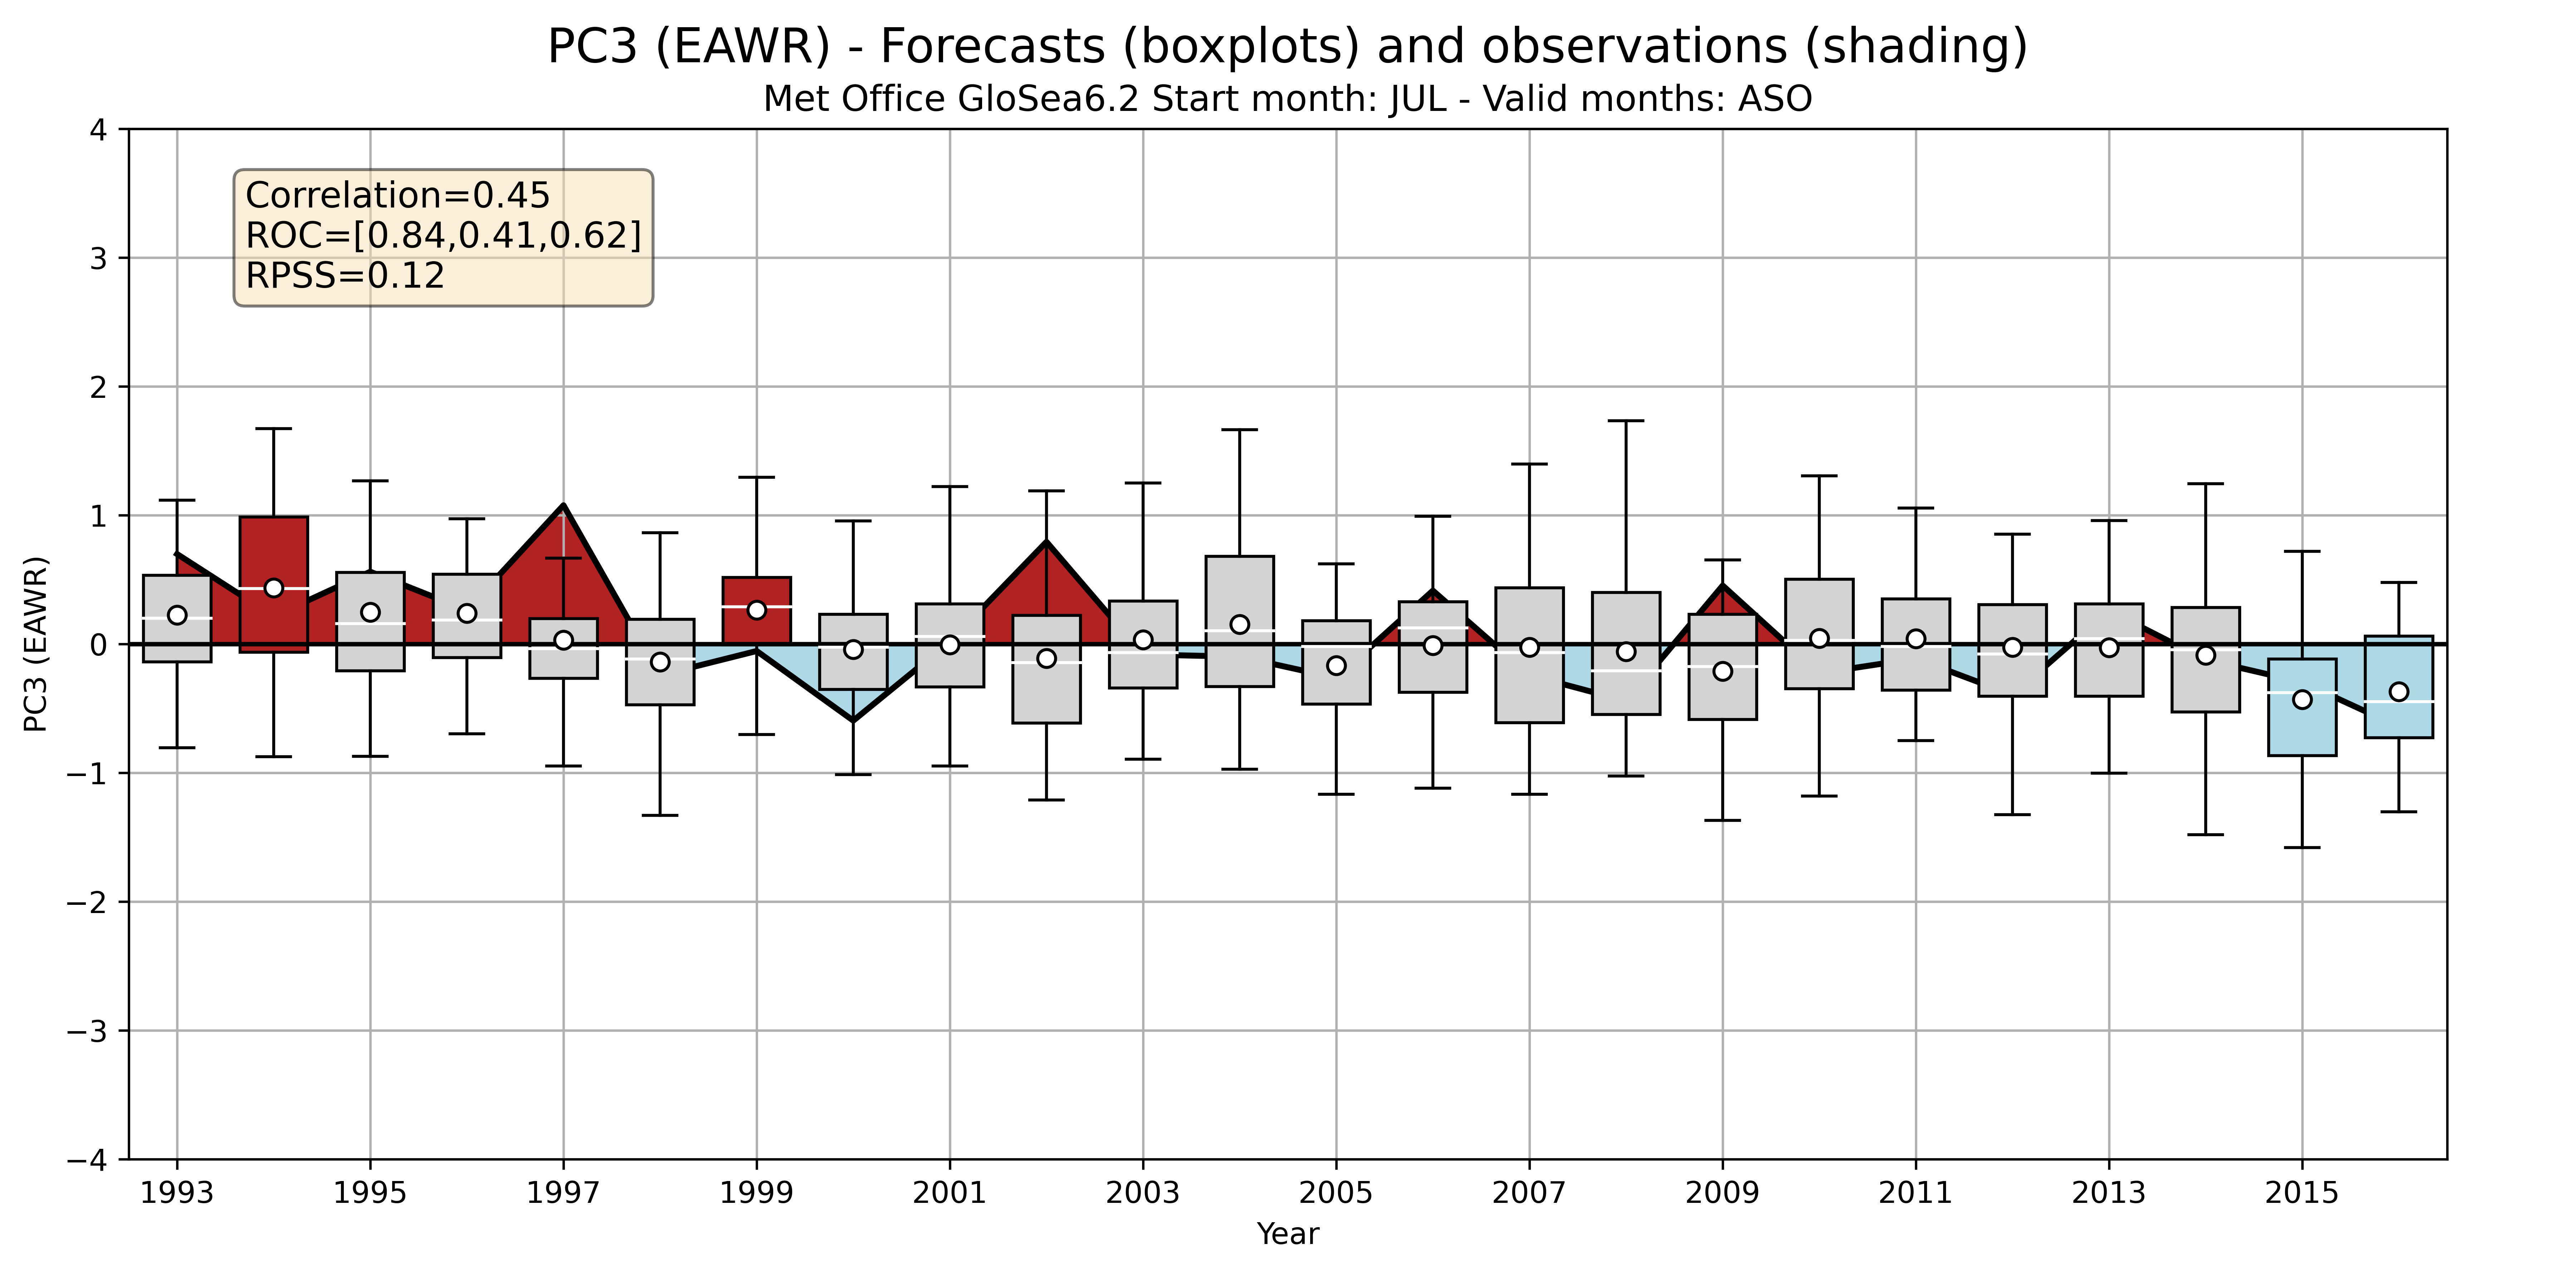 PC3 (EAWR) - Forecasts (boxplots) and observations (shading)
Met Office GloSea6.2 Start month: JUL - Valid months: ASO
Correlation=0.45
ROC=[0.84,0.41,0.62]
RPSS=0.12
PC3 (EAWR)
4
3
2
1
0
−1
−2
−3
−4
1993 1995 1997 1999 2001 2003 2005 2007 2009 2011 2013 2015
Year